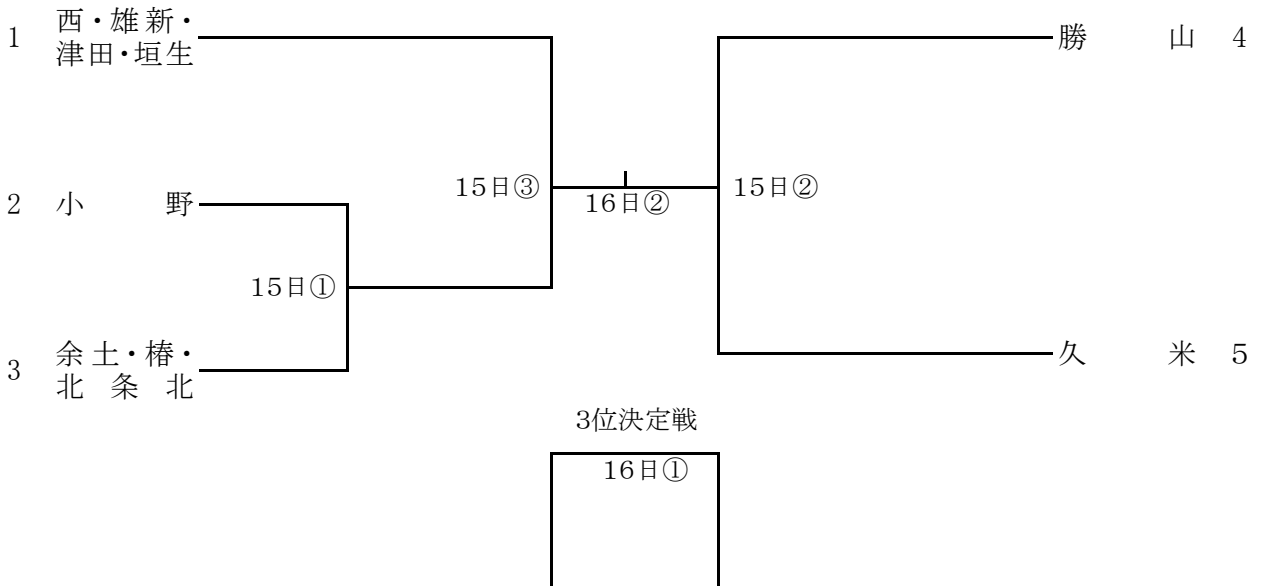 1 西・雄新・
津田・垣生
勝山 4
15日③
16日②
15日②
2 小野
15日①
3 余土・椿・
北条北
久米 5
3位決定戦
16日①